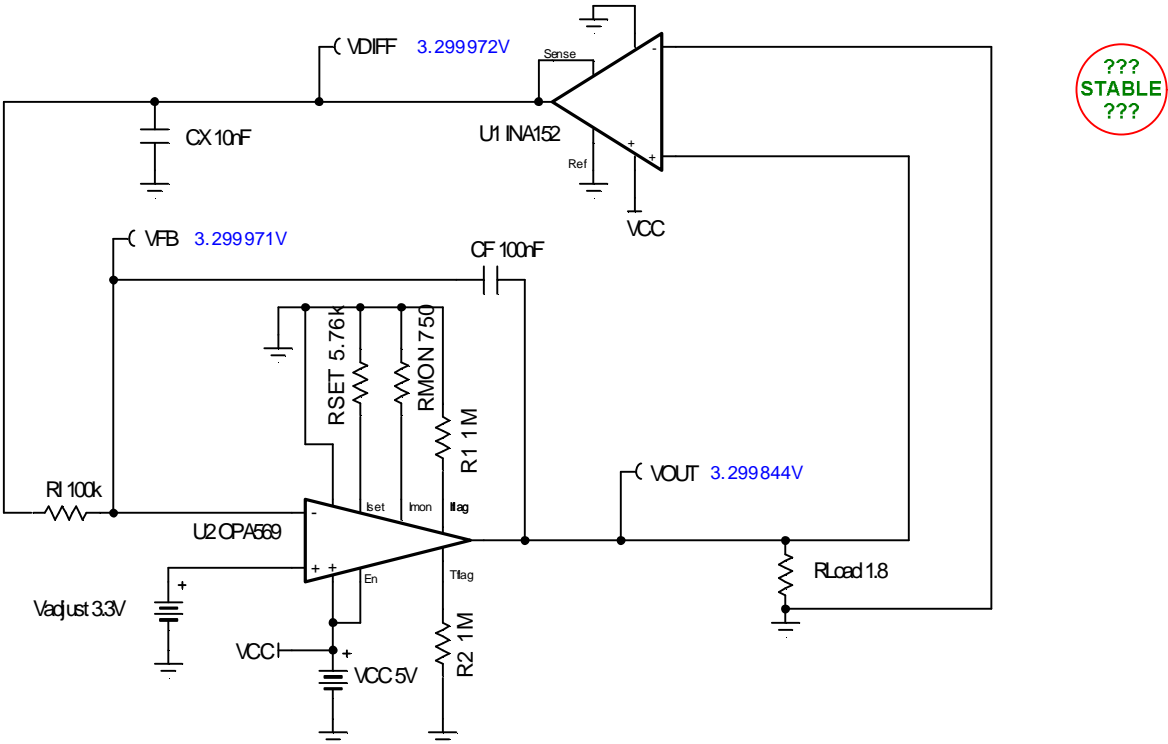 VDIFF 3.299972V
Sense
-
???
STABLE
???
CX 10nF
U1 INA152
+
+
Ref
VCC
VFB 3.299971V
CF 100nF
RSET 5.76k
RMON 750
R1 1M
VOUT 3.299844V
RI 100k
Iset
Imon
Iflag
-
U2 OPA569
+
+
En
Tflag
RLoad 1.8
+
Vadjust 3.3V
R2 1M
VCC
+
VCC 5V